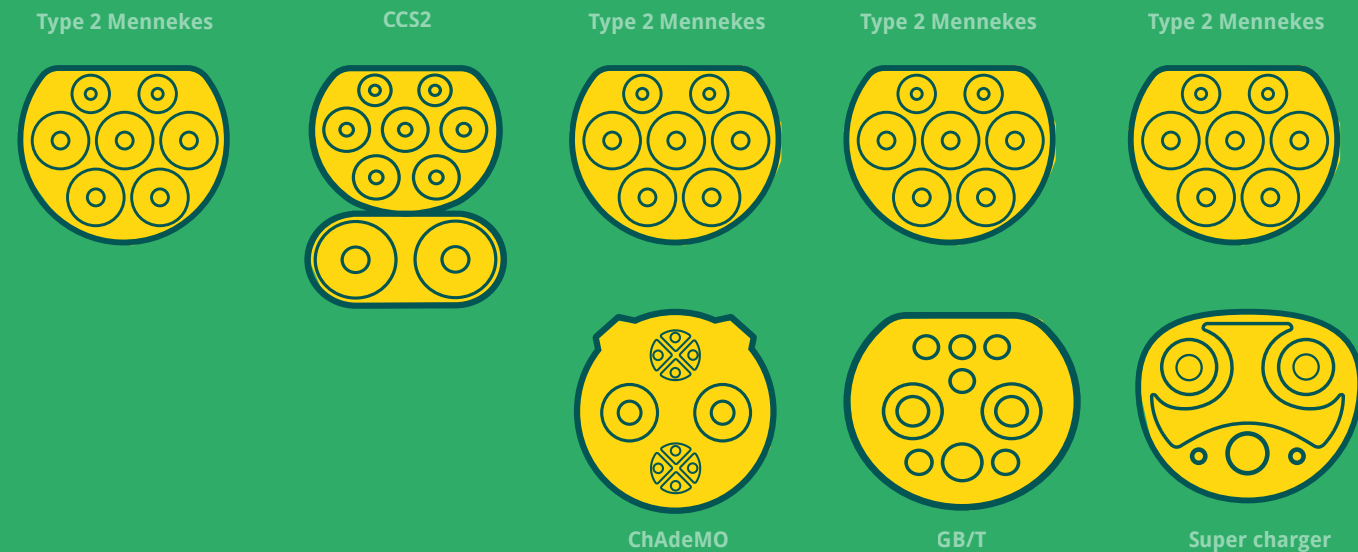 Type 2 Mennekes
CCS2
Type 2 Mennekes
Type 2 Mennekes
Type 2 Mennekes
ChAdeMO
GB/T
Super charger